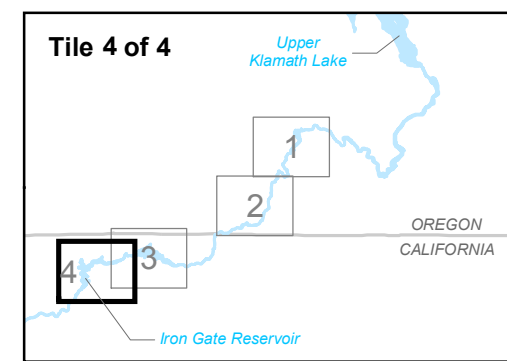 Tile 4 of 4
Upper
Klamath Lake
1
2
OREGON
CALIFORNIA
3
4
Iron Gate Reservoir